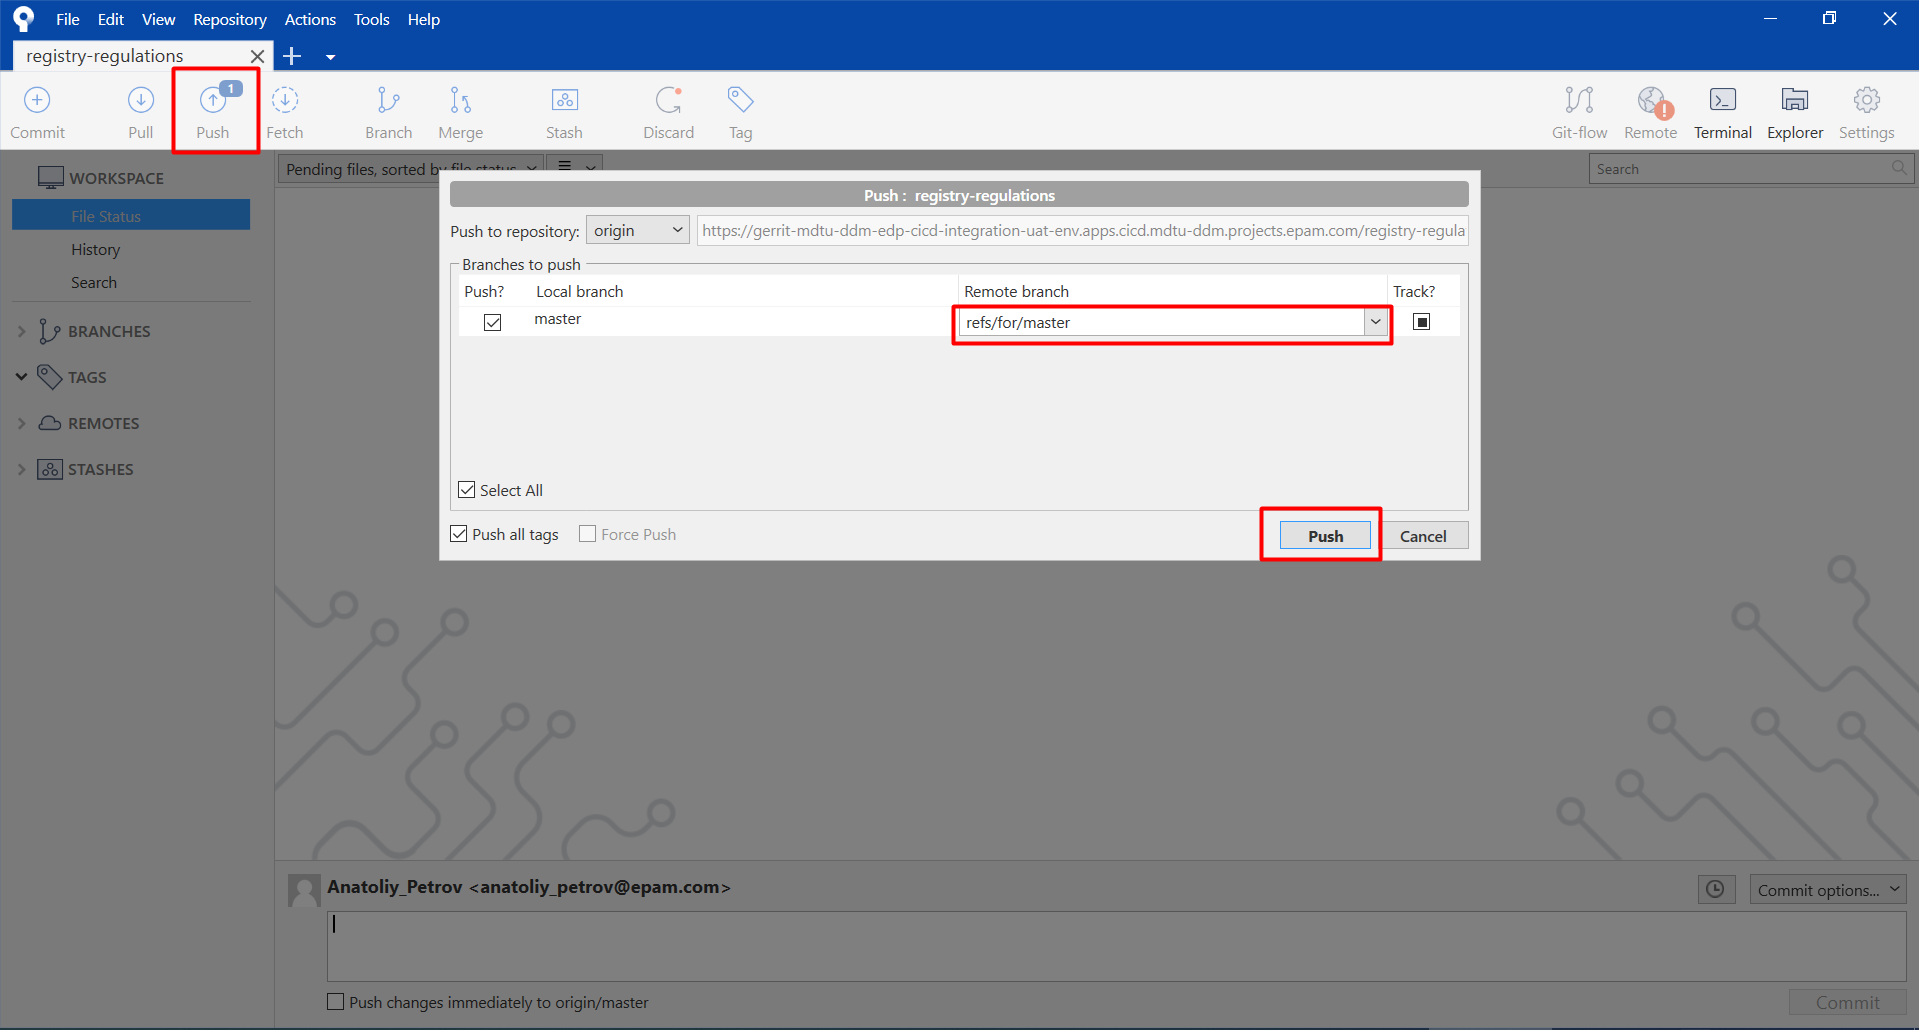 File Edit View Repository Actions Tools Help
registry-regulations
1
Commit Pull Push Fetch Branch Merge Stash Discard Tag Git-flow Remote Terminal Explorer Settings
WORKSPACE
File Status
History
Search
BRANCHES
TAGS
REMOTES
STASHES
Pending files, sorted by file status
Search
Push : registry-regulations
Push to repository: origin https://gerrit-mdtu-ddm-edp-cicd-integration-uat-env.apps.cicd.mdtu-ddm.projects.epam.com/registry-regula
Branches to push
Push? Local branch Remote branch Track?
master refs/for/master
Select All
Push all tags Force Push Push Cancel
Anatoliy_Petrov <anatoliy_petrov@epam.com>
Commit options...
Push changes immediately to origin/master
Commit